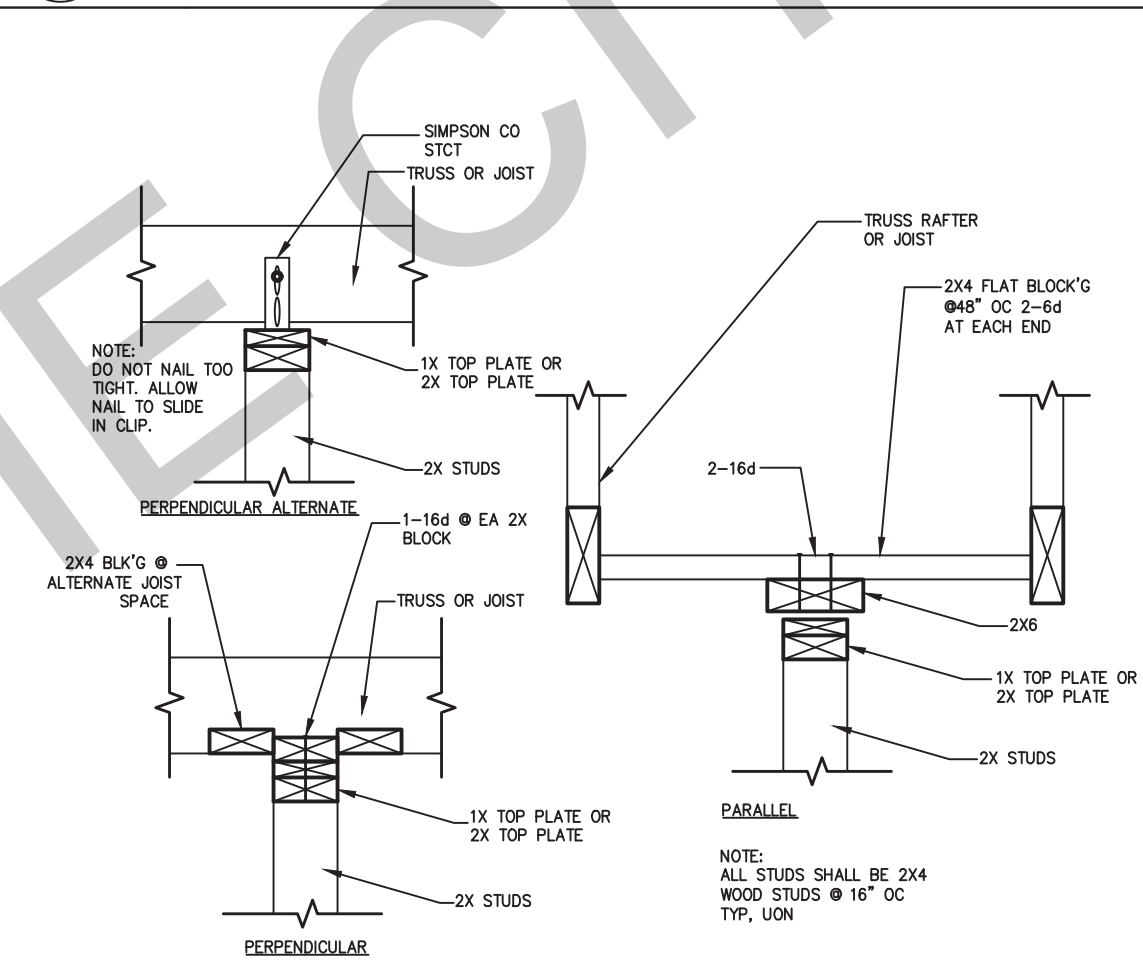 SIMPSON CO
STCT
TRUSS OR JOIST
NOTE:
DO NOT NAIL TOO
TIGHT. ALLOW
NAIL TO SLIDE
IN CLIP.
1X TOP PLATE OR
2X TOP PLATE
2X STUDS
PERPENDICULAR ALTERNATE
TRUSS RAFTER
OR JOIST
2X4 FLAT BLOCK'G
@48" OC 2-6d
AT EACH END
2-16d
2X6
1X TOP PLATE OR
2X TOP PLATE
2X STUDS
PARALLEL
NOTE:
ALL STUDS SHALL BE 2X4
WOOD STUDS @ 16" OC
TYP, UON
1-16d @ EA 2X
BLOCK
2X4 BLK'G @
ALTERNATE JOIST
SPACE
TRUSS OR JOIST
1X TOP PLATE OR
2X TOP PLATE
2X STUDS
PERPENDICULAR